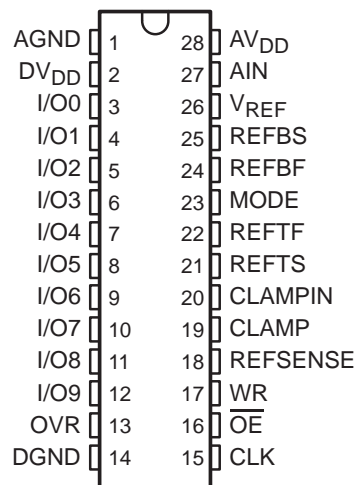 AGND 1 28 AVDD
DVDD 2 27 AIN
I/O0 3 26 VREF
I/O1 4 25 REFBS
I/O2 5 24 REFBF
I/O3 6 23 MODE
I/O4 7 22 REFTF
I/O5 8 21 REFTS
I/O6 9 20 CLAMPIN
I/O7 10 19 CLAMP
I/O8 11 18 REFSENSE
I/O9 12 17 WR
OVR 13 16 O̅E̅
DGND 14 15 CLK